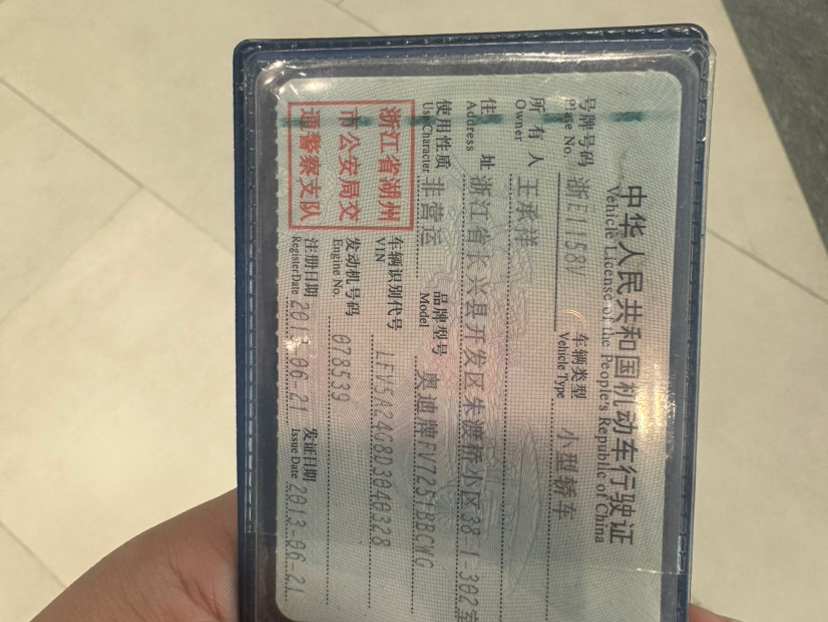 中华人民共和国机动车行驶证
Vehicle License of the People's Republic of China
号牌号码 浙E1158V 车辆类型 小型轿车
Plate No. Vehicle Type
所有人 王承祥
Owner
住址 浙江省长兴县开发区朱渡桥小区38-1-302室
Address
使用性质 非营运 品牌型号 奥迪牌FV7251BBCWG
Use Character Model
浙江省湖州
市公安局交
通警察支队
车辆识别代号 LFV5A24G8D3040328
VIN
发动机号码 078539
Engine No.
注册日期 2013-06-21 发证日期 2013-06-21
Register Date Issue Date